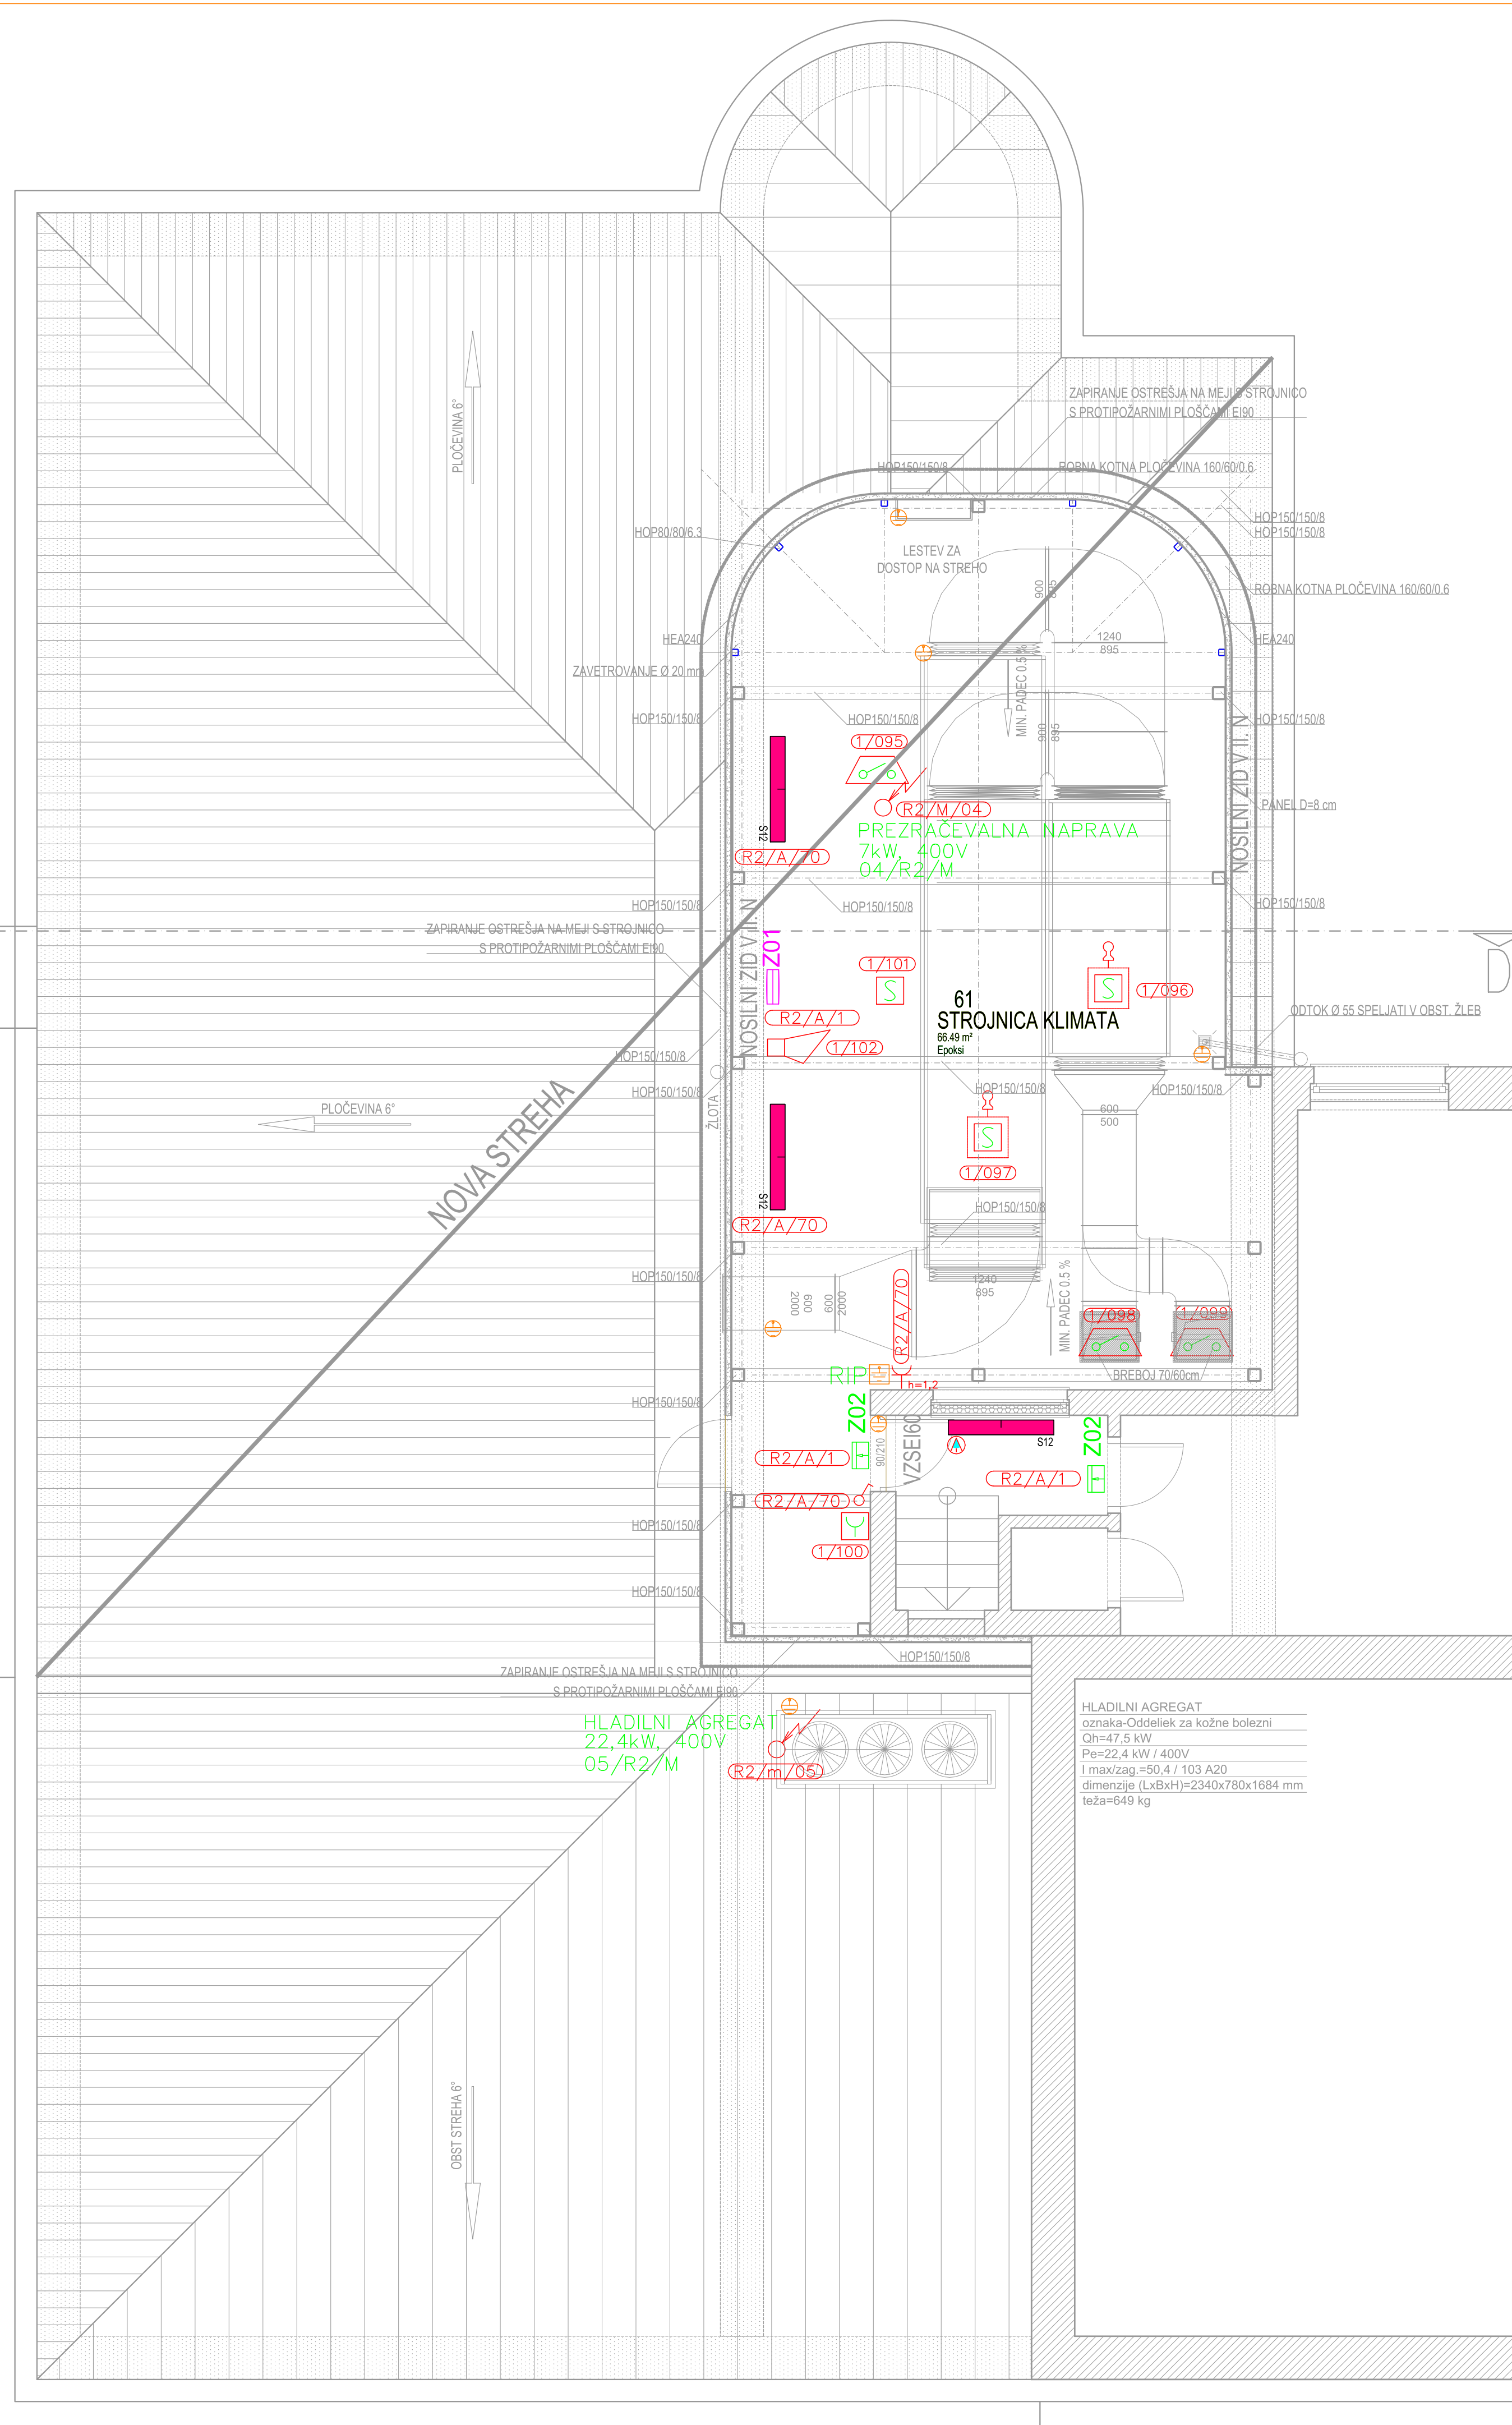 PLOČEVINA 6°
ZAPIRANJE OSTREŠJA NA MEJI S STROJNICO
S PROTIPOŽARNIMI PLOŠČAMI EI90
HOP150/150/8
ROBNA KOTNA PLOČEVINA 160/60/0.6
HOP150/150/8
HOP150/150/8
HOP80/80/6.3
LESTEV ZA
DOSTOP NA STREHO
900
895
ROBNA KOTNA PLOČEVINA 160/60/0.6
HEA240
1240
895
HEA240
ZAVETROVANJE Ø 20 mm
MIN. PADEC 0.5 %
HOP150/150/8
HOP150/150/8
HOP150/150/8
900
895
1/095
NOSILNI ZID V II. N
PANEL D=8 cm
R2/M/04
S12
PREZRAČEVALNA NAPRAVA
7kW, 400V
04/R2/M
R2/A/70
HOP150/150/8
HOP150/150/8
HOP150/150/8
ZAPIRANJE OSTREŠJA NA MEJI S STROJNICO
S PROTIPOŽARNIMI PLOŠČAMI EI90
NOSILNI ZID V II. N
Z01
D
1/101
1/096
61
STROJNICA KLIMATA
66.49 m²
Epoksi
R2/A/1
1/102
ODTOK Ø 55 SPELJATI V OBST. ŽLEB
HOP150/150/8
HOP150/150/8
HOP150/150/8
HOP150/150/8
ŽLOTA
PLOČEVINA 6°
NOVA STREHA
600
500
1/097
S12
R2/A/70
HOP150/150/8
HOP150/150/8
2000
600
600
2000
1240
895
R2/A/70
MIN. PADEC 0.5 %
1/098
1/099
BREBOJ 70/60cm
RIP
h=1,2
HOP150/150/8
Z02
90/210
VZSEI60
S12
Z02
R2/A/1
R2/A/1
R2/A/70
HOP150/150/8
1/100
HOP150/150/8
HOP150/150/8
ZAPIRANJE OSTREŠJA NA MEJI S STROJNICO
S PROTIPOŽARNIMI PLOŠČAMI EI90
HLADILNI AGREGAT
22,4kW, 400V
05/R2/M
R2/m/05
HLADILNI AGREGAT
oznaka-Oddeliek za kožne bolezni
Qh=47,5 kW
Pe=22,4 kW / 400V
I max/zag.=50,4 / 103 A20
dimenzije (LxBxH)=2340x780x1684 mm
teža=649 kg
OBST STREHA 6°